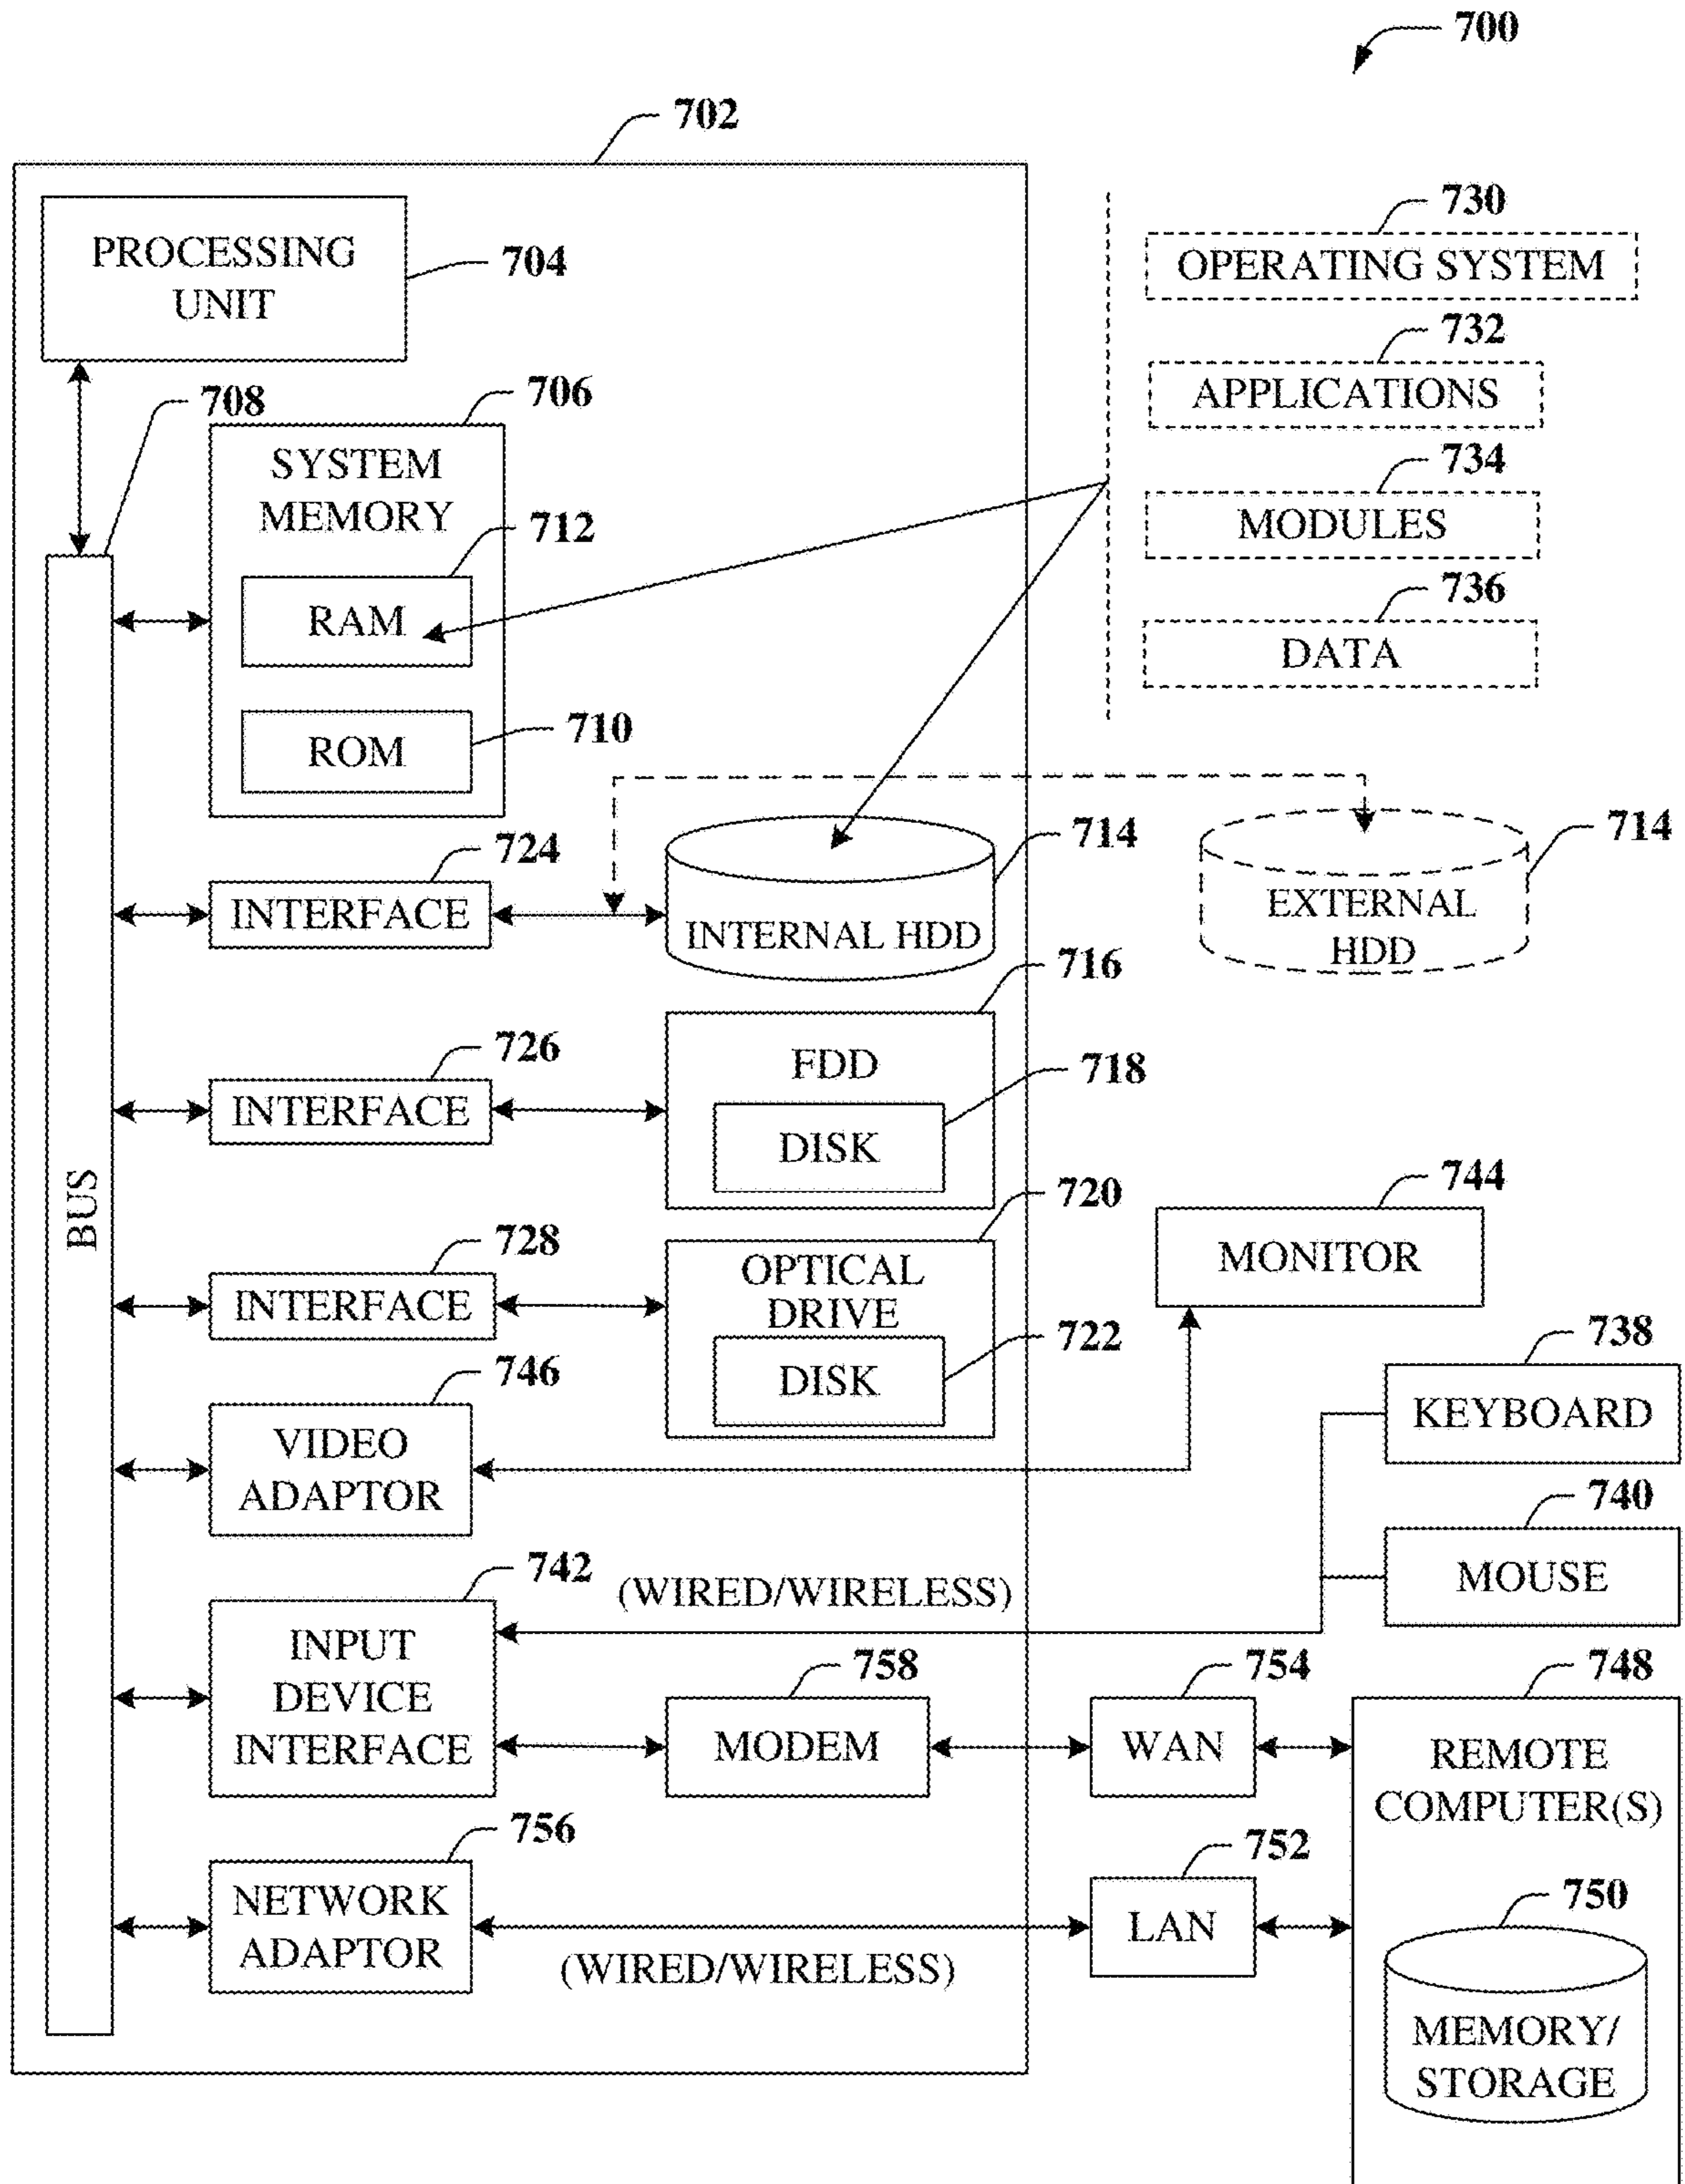 700
702
PROCESSING
UNIT
704
730
OPERATING SYSTEM
732
APPLICATIONS
734
MODULES
736
DATA
708
706
SYSTEM
MEMORY
712
RAM
710
ROM
724
INTERFACE
714
INTERNAL HDD
714
EXTERNAL
HDD
716
726
INTERFACE
FDD
718
DISK
BUS
720
728
INTERFACE
OPTICAL
DRIVE
722
DISK
744
MONITOR
738
KEYBOARD
746
VIDEO
ADAPTOR
740
MOUSE
742
(WIRED/WIRELESS)
INPUT
DEVICE
INTERFACE
758
MODEM
754
WAN
748
REMOTE
COMPUTER(S)
756
NETWORK
ADAPTOR
(WIRED/WIRELESS)
752
LAN
750
MEMORY/
STORAGE